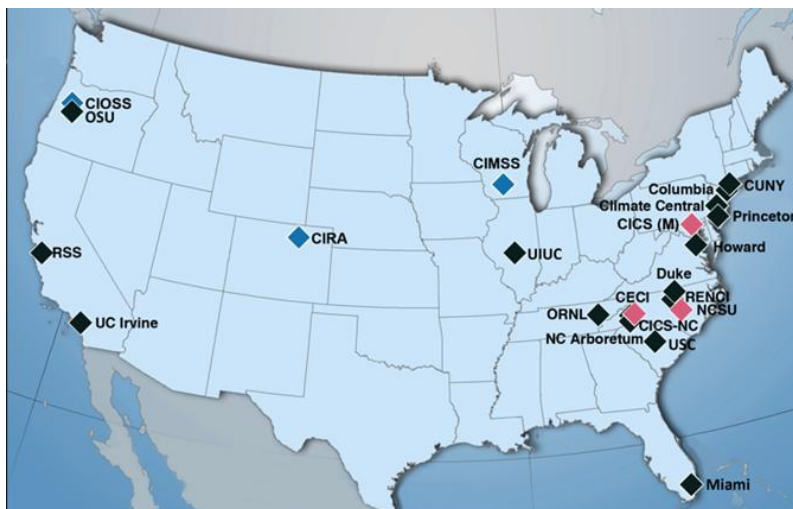 CIOSS
OSU
CIMSS
CUNY
Columbia
Climate Central
Princeton
CICS (M)
CIRA
Howard
RSS
UIUC
Duke
CECI
RENCI
ORNL
NCSU
UC Irvine
CICS-NC
NC Arboretum
USC
Miami